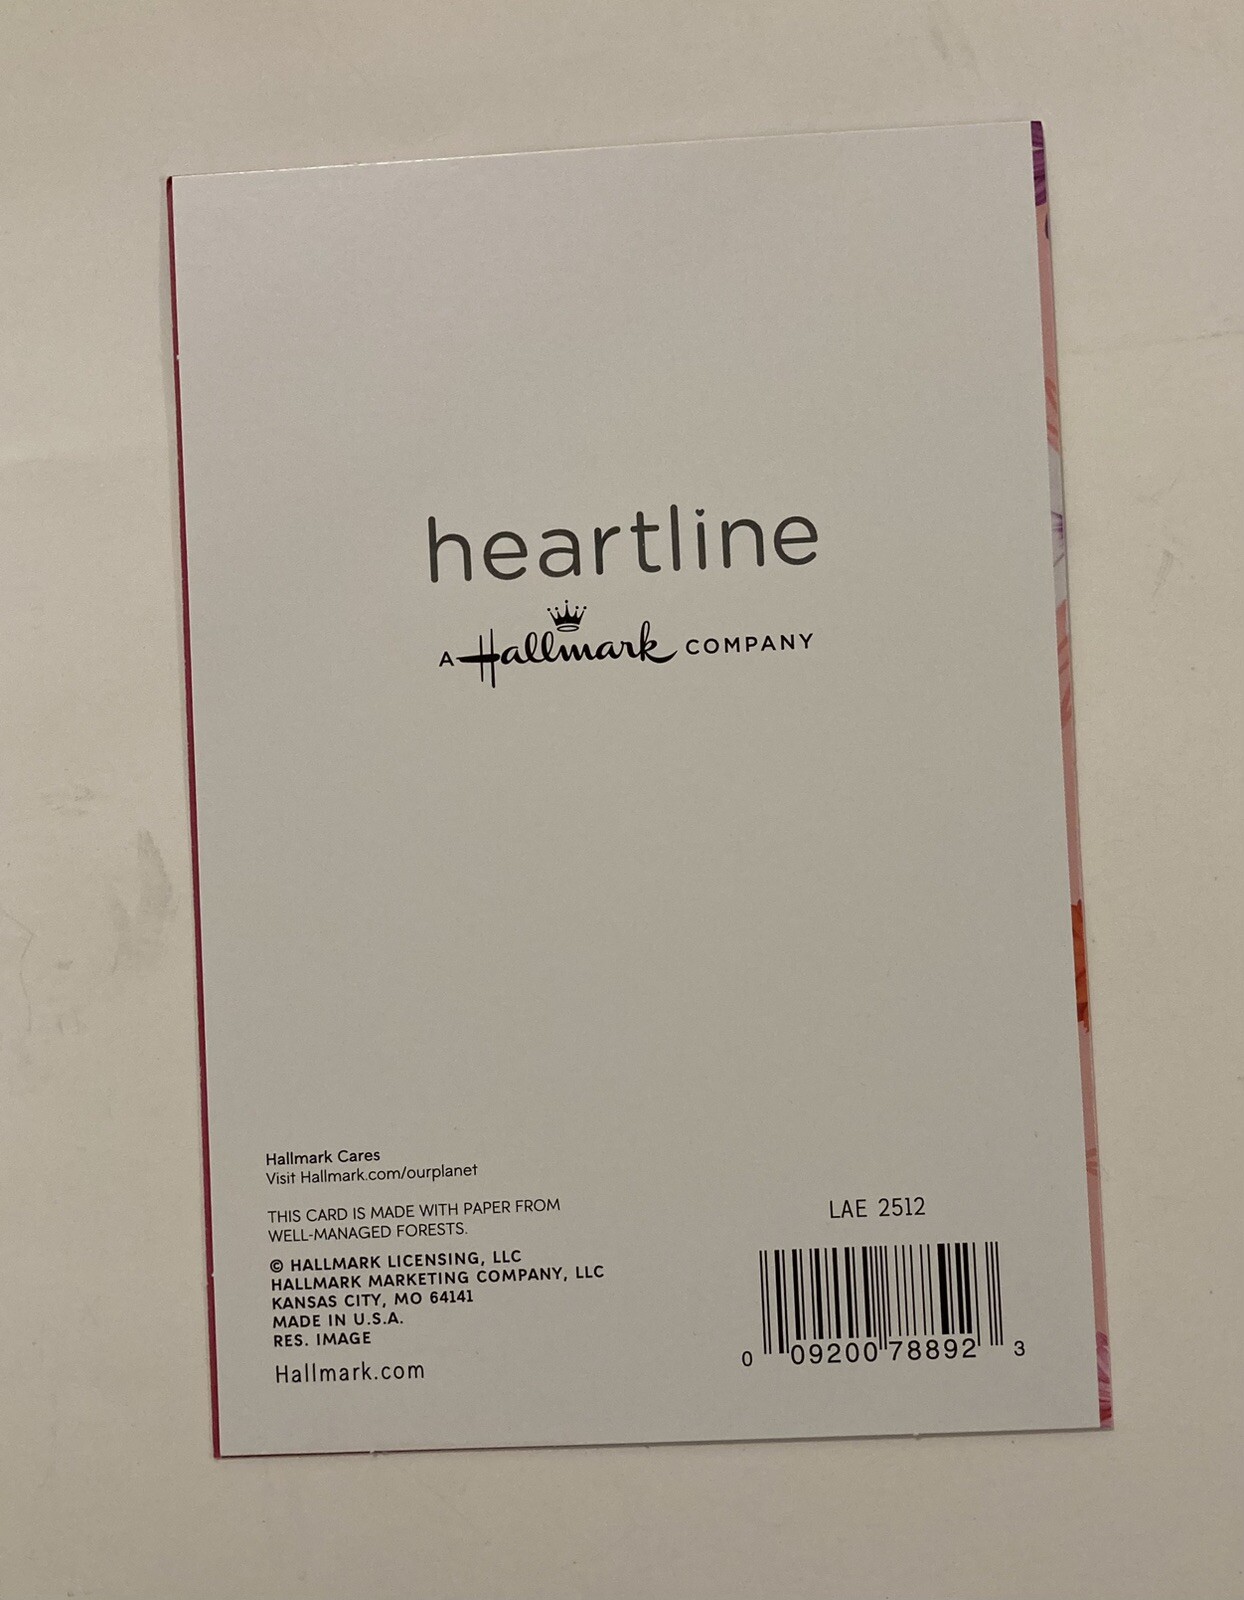 heartline
A Hallmark COMPANY
Hallmark Cares
Visit Hallmark.com/ourplanet
THIS CARD IS MADE WITH PAPER FROM
WELL-MANAGED FORESTS.
© HALLMARK LICENSING, LLC
HALLMARK MARKETING COMPANY, LLC
KANSAS CITY, MO 64141
MADE IN U.S.A.
RES. IMAGE
Hallmark.com
LAE 2512
0 09200 78892 3